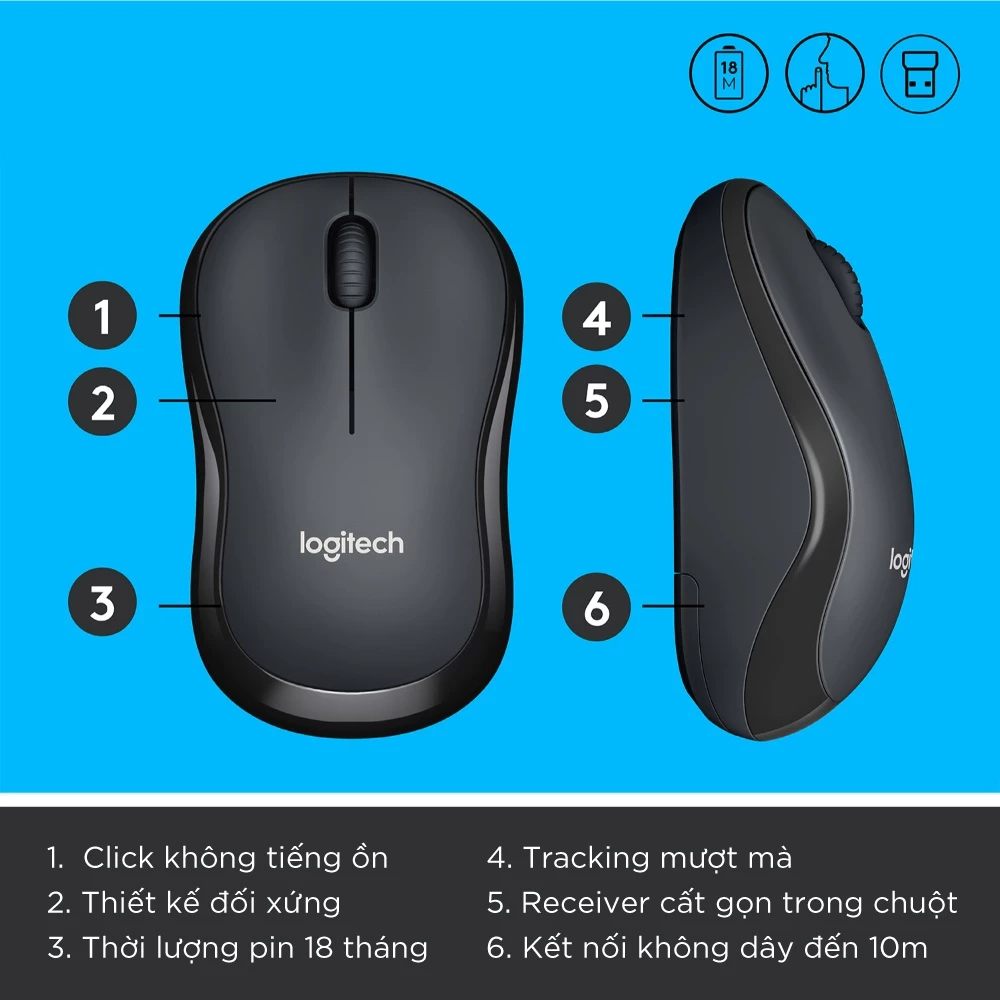 18
M
1
2
3
4
5
6
logitech
logi
1. Click không tiếng ồn
2. Thiết kế đối xứng
3. Thời lượng pin 18 tháng
4. Tracking mượt mà
5. Receiver cất gọn trong chuột
6. Kết nối không dây đến 10m